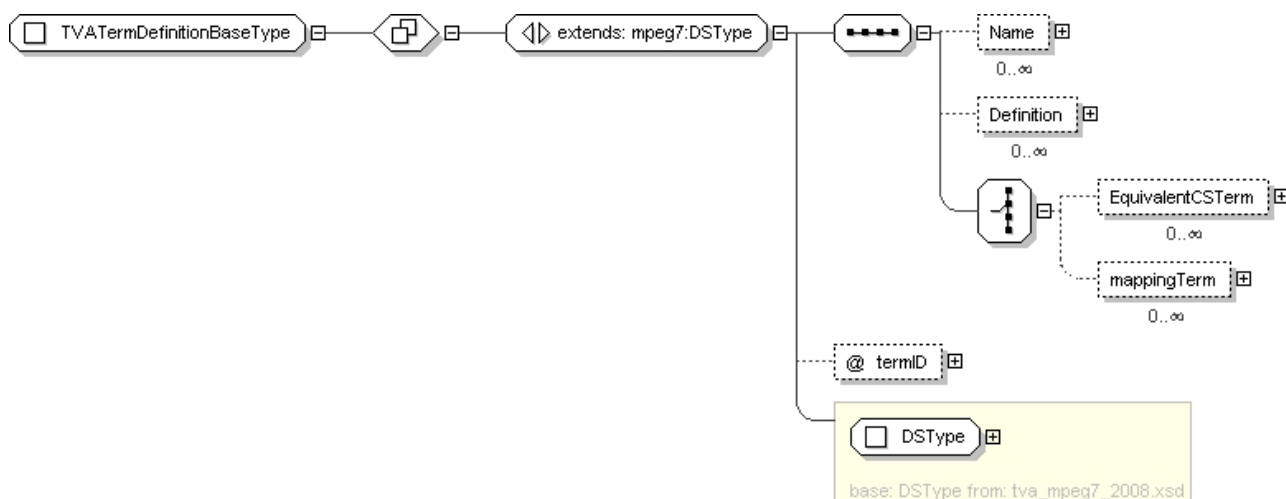 TVATermDefinitionBaseType
extends: mpeg7:DSType
Name
0..∞
Definition
0..∞
EquivalentCSTerm
0..∞
mappingTerm
0..∞
@ termID
DSType
base: DSType from: tva_mpeg7_2008.xsd